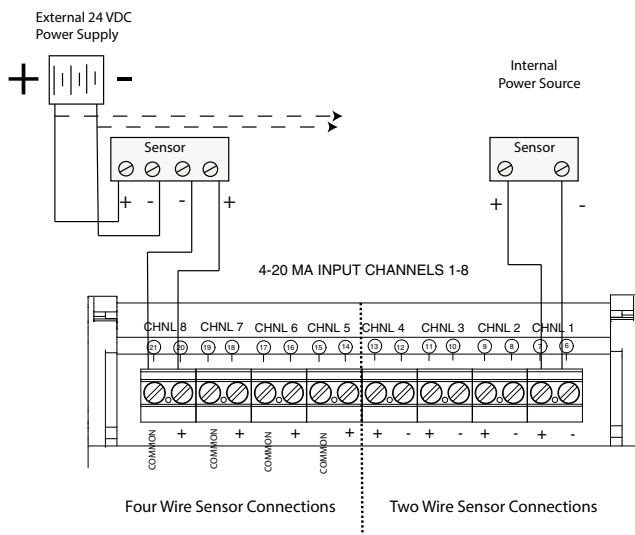 External 24 VDC
Power Supply
+ -
Internal
Power Source
Sensor
Sensor
+ - - +
+ -
4-20 MA INPUT CHANNELS 1-8
CHNL 8 CHNL 7 CHNL 6 CHNL 5 CHNL 4 CHNL 3 CHNL 2 CHNL 1
21 20 19 18 17 16 15 14 13 12 11 10 9 8 7 6
COMMON + COMMON + COMMON + COMMON + + - + - + - + -
Four Wire Sensor Connections
Two Wire Sensor Connections